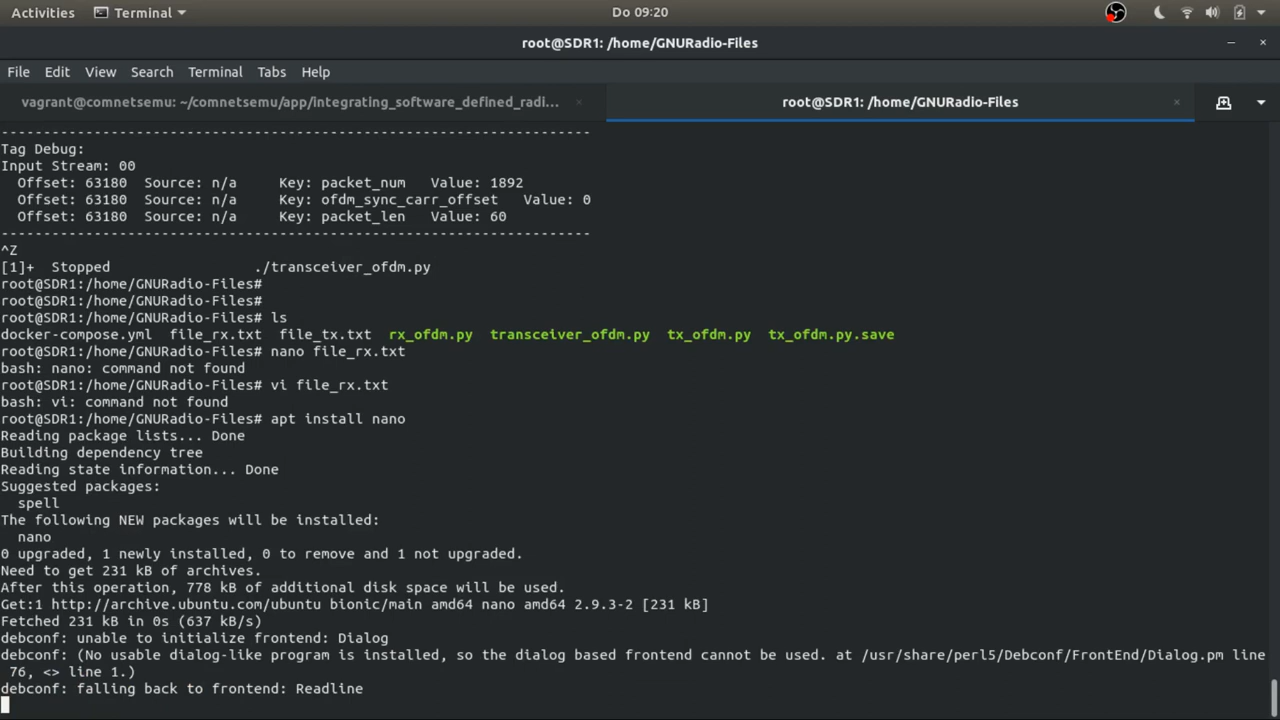 Activities Terminal Do 09:20
root@SDR1: /home/GNURadio-Files
File Edit View Search Terminal Tabs Help
vagrant@comnetsemu: ~/comnetsemu/app/integrating_software_defined_radi... × root@SDR1: /home/GNURadio-Files ×
----------------------------------------------------------------------
Tag Debug:
Input Stream: 00
  Offset: 63180  Source: n/a     Key: packet_num   Value: 1892
  Offset: 63180  Source: n/a     Key: ofdm_sync_carr_offset   Value: 0
  Offset: 63180  Source: n/a     Key: packet_len   Value: 60
----------------------------------------------------------------------
^Z
[1]+  Stopped                 ./transceiver_ofdm.py
root@SDR1:/home/GNURadio-Files#
root@SDR1:/home/GNURadio-Files#
root@SDR1:/home/GNURadio-Files# ls
docker-compose.yml  file_rx.txt  file_tx.txt  rx_ofdm.py  transceiver_ofdm.py  tx_ofdm.py  tx_ofdm.py.save
root@SDR1:/home/GNURadio-Files# nano file_rx.txt
bash: nano: command not found
root@SDR1:/home/GNURadio-Files# vi file_rx.txt
bash: vi: command not found
root@SDR1:/home/GNURadio-Files# apt install nano
Reading package lists... Done
Building dependency tree
Reading state information... Done
Suggested packages:
  spell
The following NEW packages will be installed:
  nano
0 upgraded, 1 newly installed, 0 to remove and 1 not upgraded.
Need to get 231 kB of archives.
After this operation, 778 kB of additional disk space will be used.
Get:1 http://archive.ubuntu.com/ubuntu bionic/main amd64 nano amd64 2.9.3-2 [231 kB]
Fetched 231 kB in 0s (637 kB/s)
debconf: unable to initialize frontend: Dialog
debconf: (No usable dialog-like program is installed, so the dialog based frontend cannot be used. at /usr/share/perl5/Debconf/FrontEnd/Dialog.pm line
 76, <> line 1.)
debconf: falling back to frontend: Readline